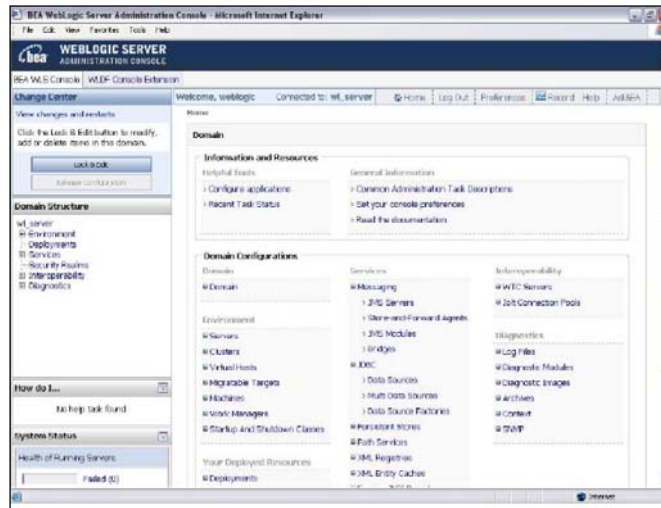 BEA WebLogic Server Administration Console - Microsoft Internet Explorer
File Edit View Favorites Tools Help
bea WEBLOGIC SERVER
ADMINISTRATION CONSOLE
BEA WLS Console WLDF Console Extension
Change Center
View changes and restarts
Click the Lock & Edit button to modify, add or delete items in this domain.
Lock & Edit
Release Configuration
Domain Structure
wl_server
Environment
Deployments
Services
Security Realms
Interoperability
Diagnostics
How do I...
No help task found
System Status
Health of Running Servers
Failed (0)
Welcome, weblogic Connected to: wl_server Home Log Out Preferences Record Help AskBEA
Home
Domain
Information and Resources
Helpful Tools
Configure applications
Recent Task Status
General Information
Common Administration Task Descriptions
Set your console preferences
Read the documentation
Domain Configurations
Domain
Domain
Environment
Servers
Clusters
Virtual Hosts
Migratable Targets
Machines
Work Managers
Startup And Shutdown Classes
Your Deployed Resources
Deployments
Services
Messaging
JMS Servers
Store-and-Forward Agents
JMS Modules
Bridges
JDBC
Data Sources
Multi Data Sources
Data Source Factories
Persistent Stores
Path Services
XML Registries
XML Entity Caches
Interoperability
WTC Servers
Jolt Connection Pools
Diagnostics
Log Files
Diagnostic Modules
Diagnostic Images
Archives
Context
SNMP
Internet